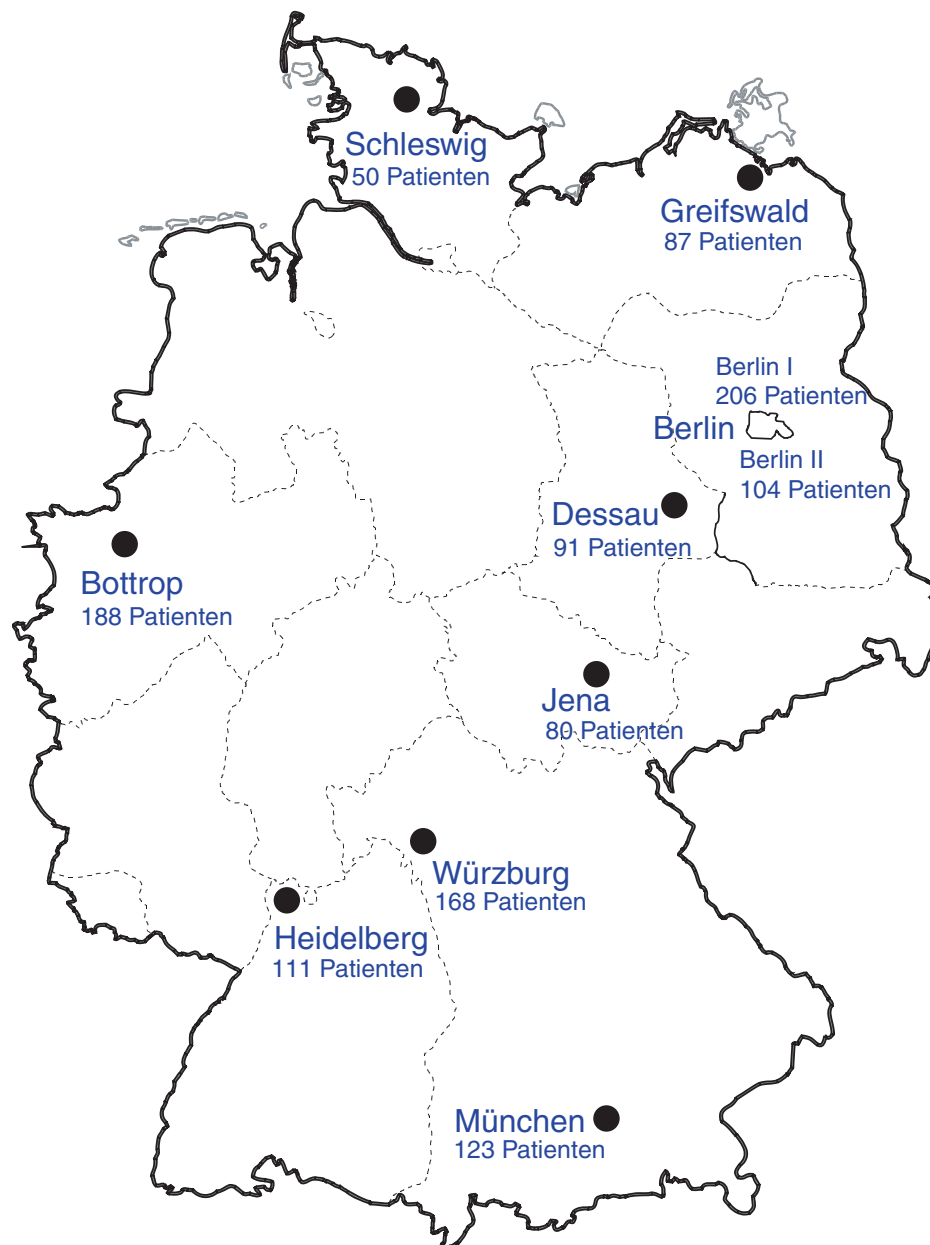 Schleswig
50 Patienten
Greifswald
87 Patienten
Berlin I
206 Patienten
Berlin
Berlin II
104 Patienten
Dessau
91 Patienten
Bottrop
188 Patienten
Jena
80 Patienten
Würzburg
168 Patienten
Heidelberg
111 Patienten
München
123 Patienten